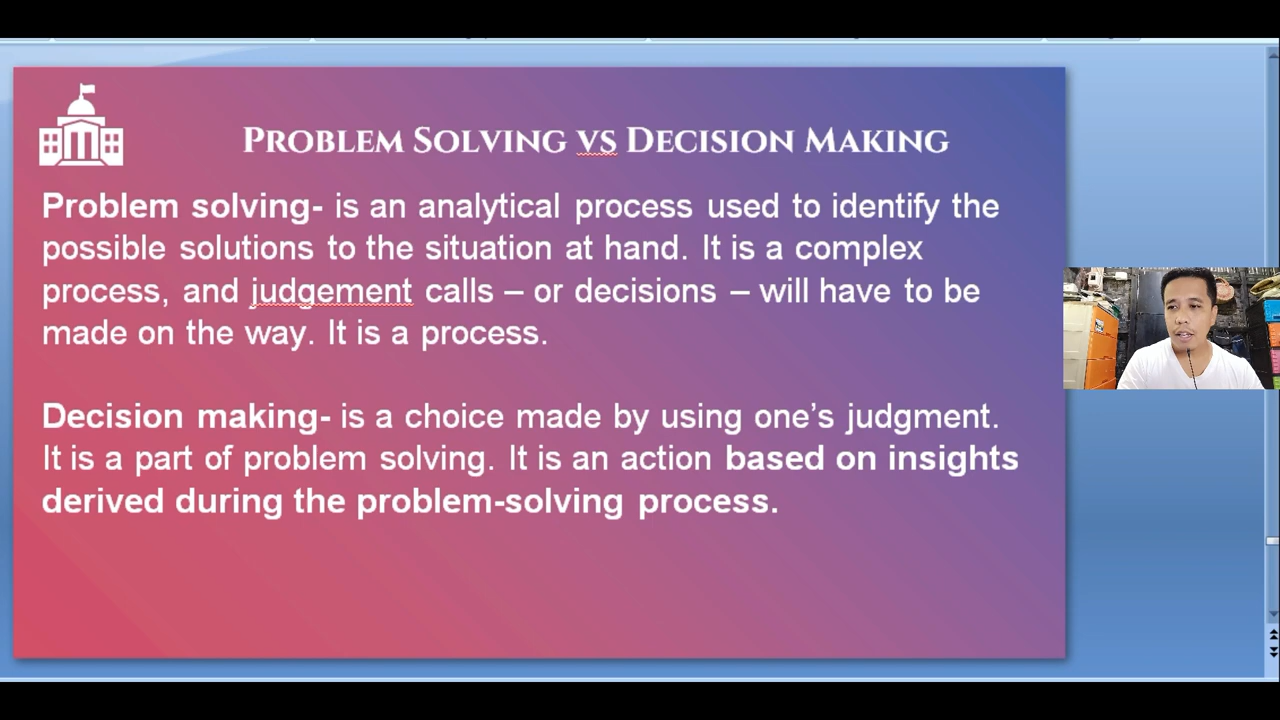 Problem Solving vs Decision Making
Problem solving- is an analytical process used to identify the
possible solutions to the situation at hand. It is a complex
process, and judgement calls – or decisions – will have to be
made on the way. It is a process.
Decision making- is a choice made by using one’s judgment.
It is a part of problem solving. It is an action based on insights
derived during the problem-solving process.